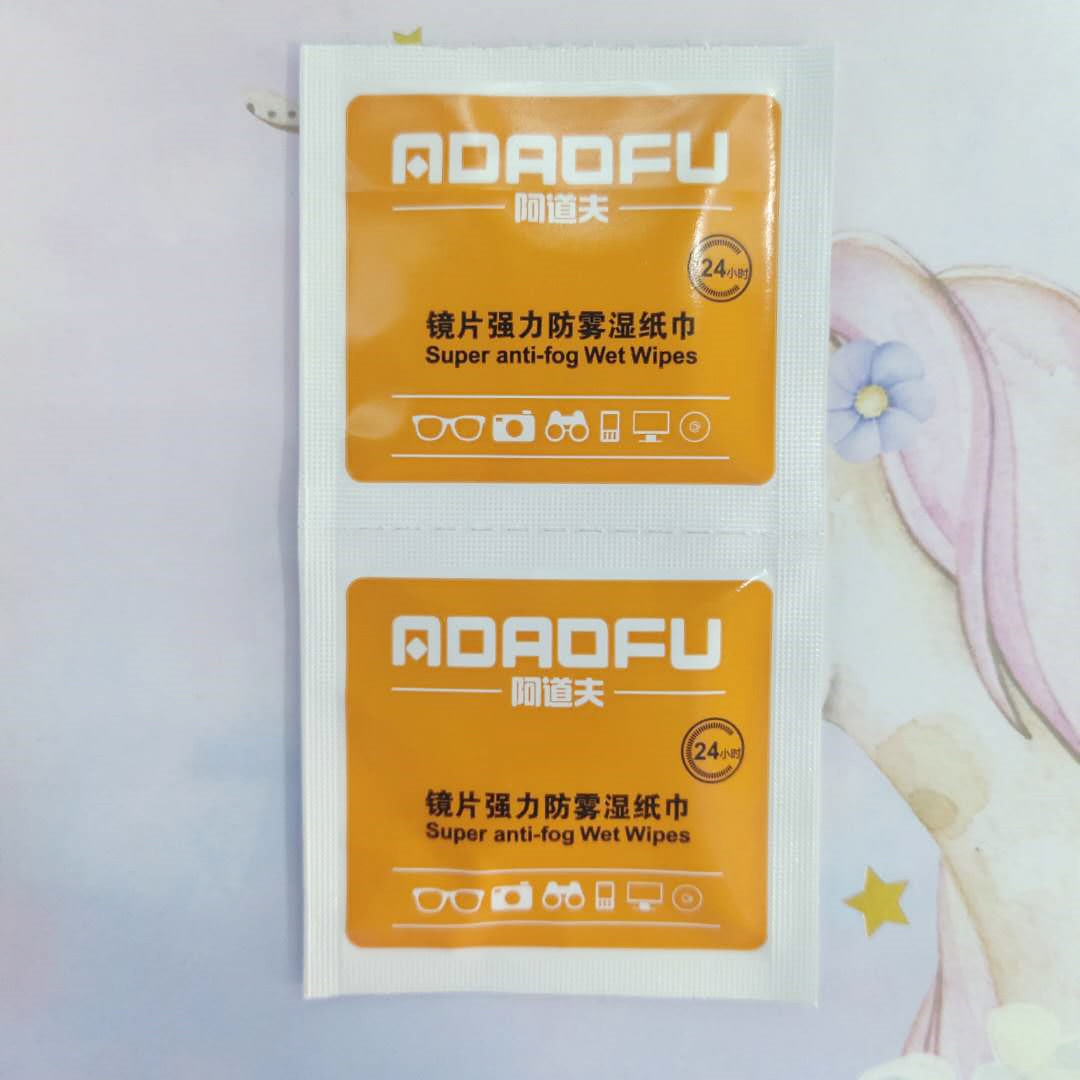 ADAOFU
阿道夫
24小时
镜片强力防雾湿纸巾
Super anti-fog Wet Wipes
ADAOFU
阿道夫
24小时
镜片强力防雾湿纸巾
Super anti-fog Wet Wipes